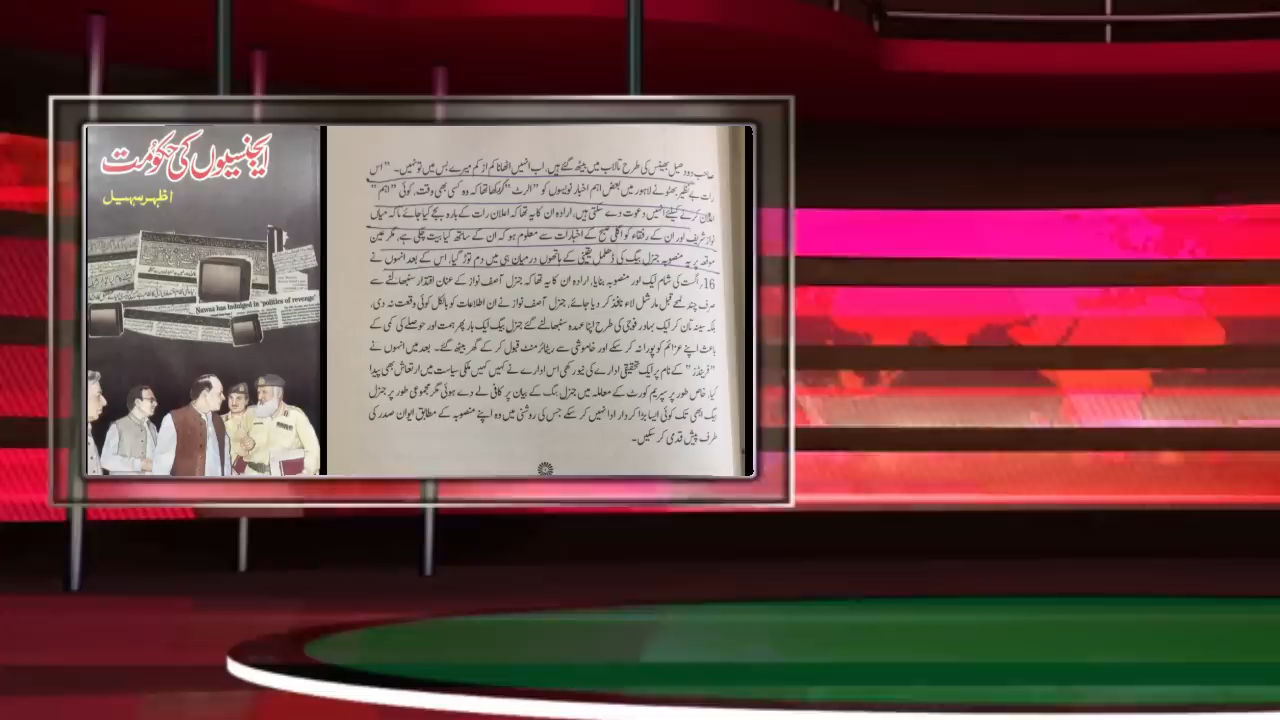 ایجنسیوں کی حکومت
اظہر سہیل
Nawaz has indulged in 'politics of revenge'
صاحب دودھیل بھینس کی طرح تالاب میں بیٹھ گئے ہیں، اب انہیں اٹھانا کم از کم میرے بس میں تو نہیں۔ " اس
رات بے نظیر بھٹو نے لاہور میں بعض اہم اخبار نویسوں کو " الرٹ " کر رکھا تھا کہ وہ کسی بھی وقت، کوئی " اہم "
اعلان کرنے کیلئے انہیں دعوت دے سکتی ہیں، ارادہ ان کا یہ تھا کہ اعلان رات کے بارہ بجے کیا جائے تاکہ میاں
نواز شریف اور ان کے رفقاء کو اگلی صبح کے اخبارات سے معلوم ہو کہ ان کے ساتھ کیا بیت چکی ہے، مگر عین
موقعہ پر یہ منصوبہ جنرل بیگ کی ڈھلمل یقینی کے ہاتھوں درمیان ہی میں دم توڑ گیا، اس کے بعد انہوں نے
16 اگست کی شام ایک اور منصوبہ بنایا، ارادہ ان کا یہ تھا کہ جنرل آصف نواز کے عنان اقتدار سنبھالنے سے
صرف چند لمحے قبل مارشل لاء نافذ کر دیا جائے، جنرل آصف نواز نے ان اطلاعات کو بالکل کوئی وقعت نہ دی،
بلکہ سینہ تان کر ایک بہادر فوجی کی طرح اپنا عہدہ سنبھالنے گئے جنرل بیگ ایک بار پھر ہمت اور حوصلے کی کمی کے
باعث اپنے عزائم کو پورا نہ کر سکے اور خاموشی سے ریٹائرمنٹ قبول کر کے گھر بیٹھ گئے۔ بعد میں انہوں نے
" فرینڈز " کے نام پر ایک تحقیقی ادارے کی نیو رکھی اس ادارے نے کہیں کہیں ملکی سیاست میں ارتعاش بھی پیدا
کیا، خاص طور پر سپریم کورٹ کے معاملہ میں جنرل بیگ کے بیان پر کافی لے دے ہوئی مگر مجموعی طور پر جنرل
بیگ ابھی تک کوئی ایسا بڑا کردار ادا نہیں کر سکے جس کی روشنی میں وہ اپنے منصوبہ کے مطابق ایوان صدر کی
طرف پیش قدمی کر سکیں۔